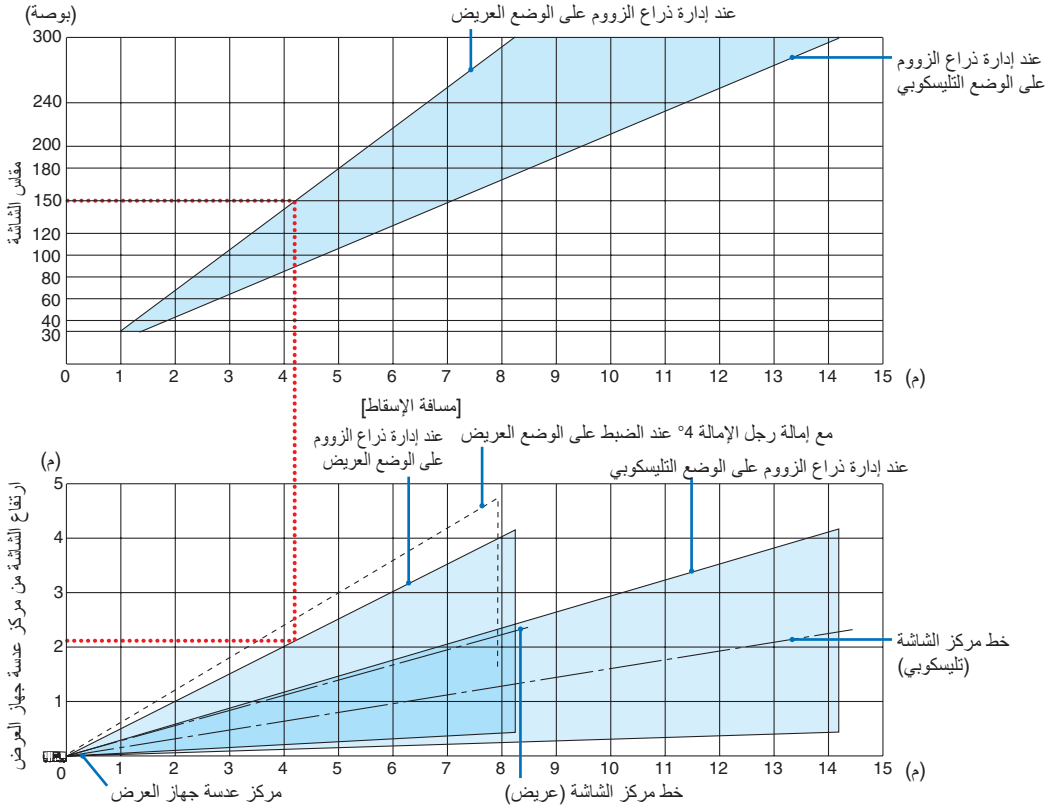 (بوصة)
عند إدارة ذراع الزووم على الوضع العريض
عند إدارة ذراع الزووم
على الوضع التليسكوبي
مقاس الشاشة
300
240
200
180
150
120
100
80
60
40
30
0 1 2 3 4 5 6 7 8 9 10 11 12 13 14 15 (م)
[مسافة الإسقاط]
مع إمالة رجل الإمالة 4° عند الضبط على الوضع العريض
عند إدارة ذراع الزووم
على الوضع العريض
عند إدارة ذراع الزووم على الوضع التليسكوبي
(م)
ارتفاع الشاشة من مركز عدسة جهاز العرض
5
4
3
2
1
خط مركز الشاشة
(تليسكوبي)
0 1 2 3 4 5 6 7 8 9 10 11 12 13 14 15 (م)
مركز عدسة جهاز العرض
خط مركز الشاشة (عريض)